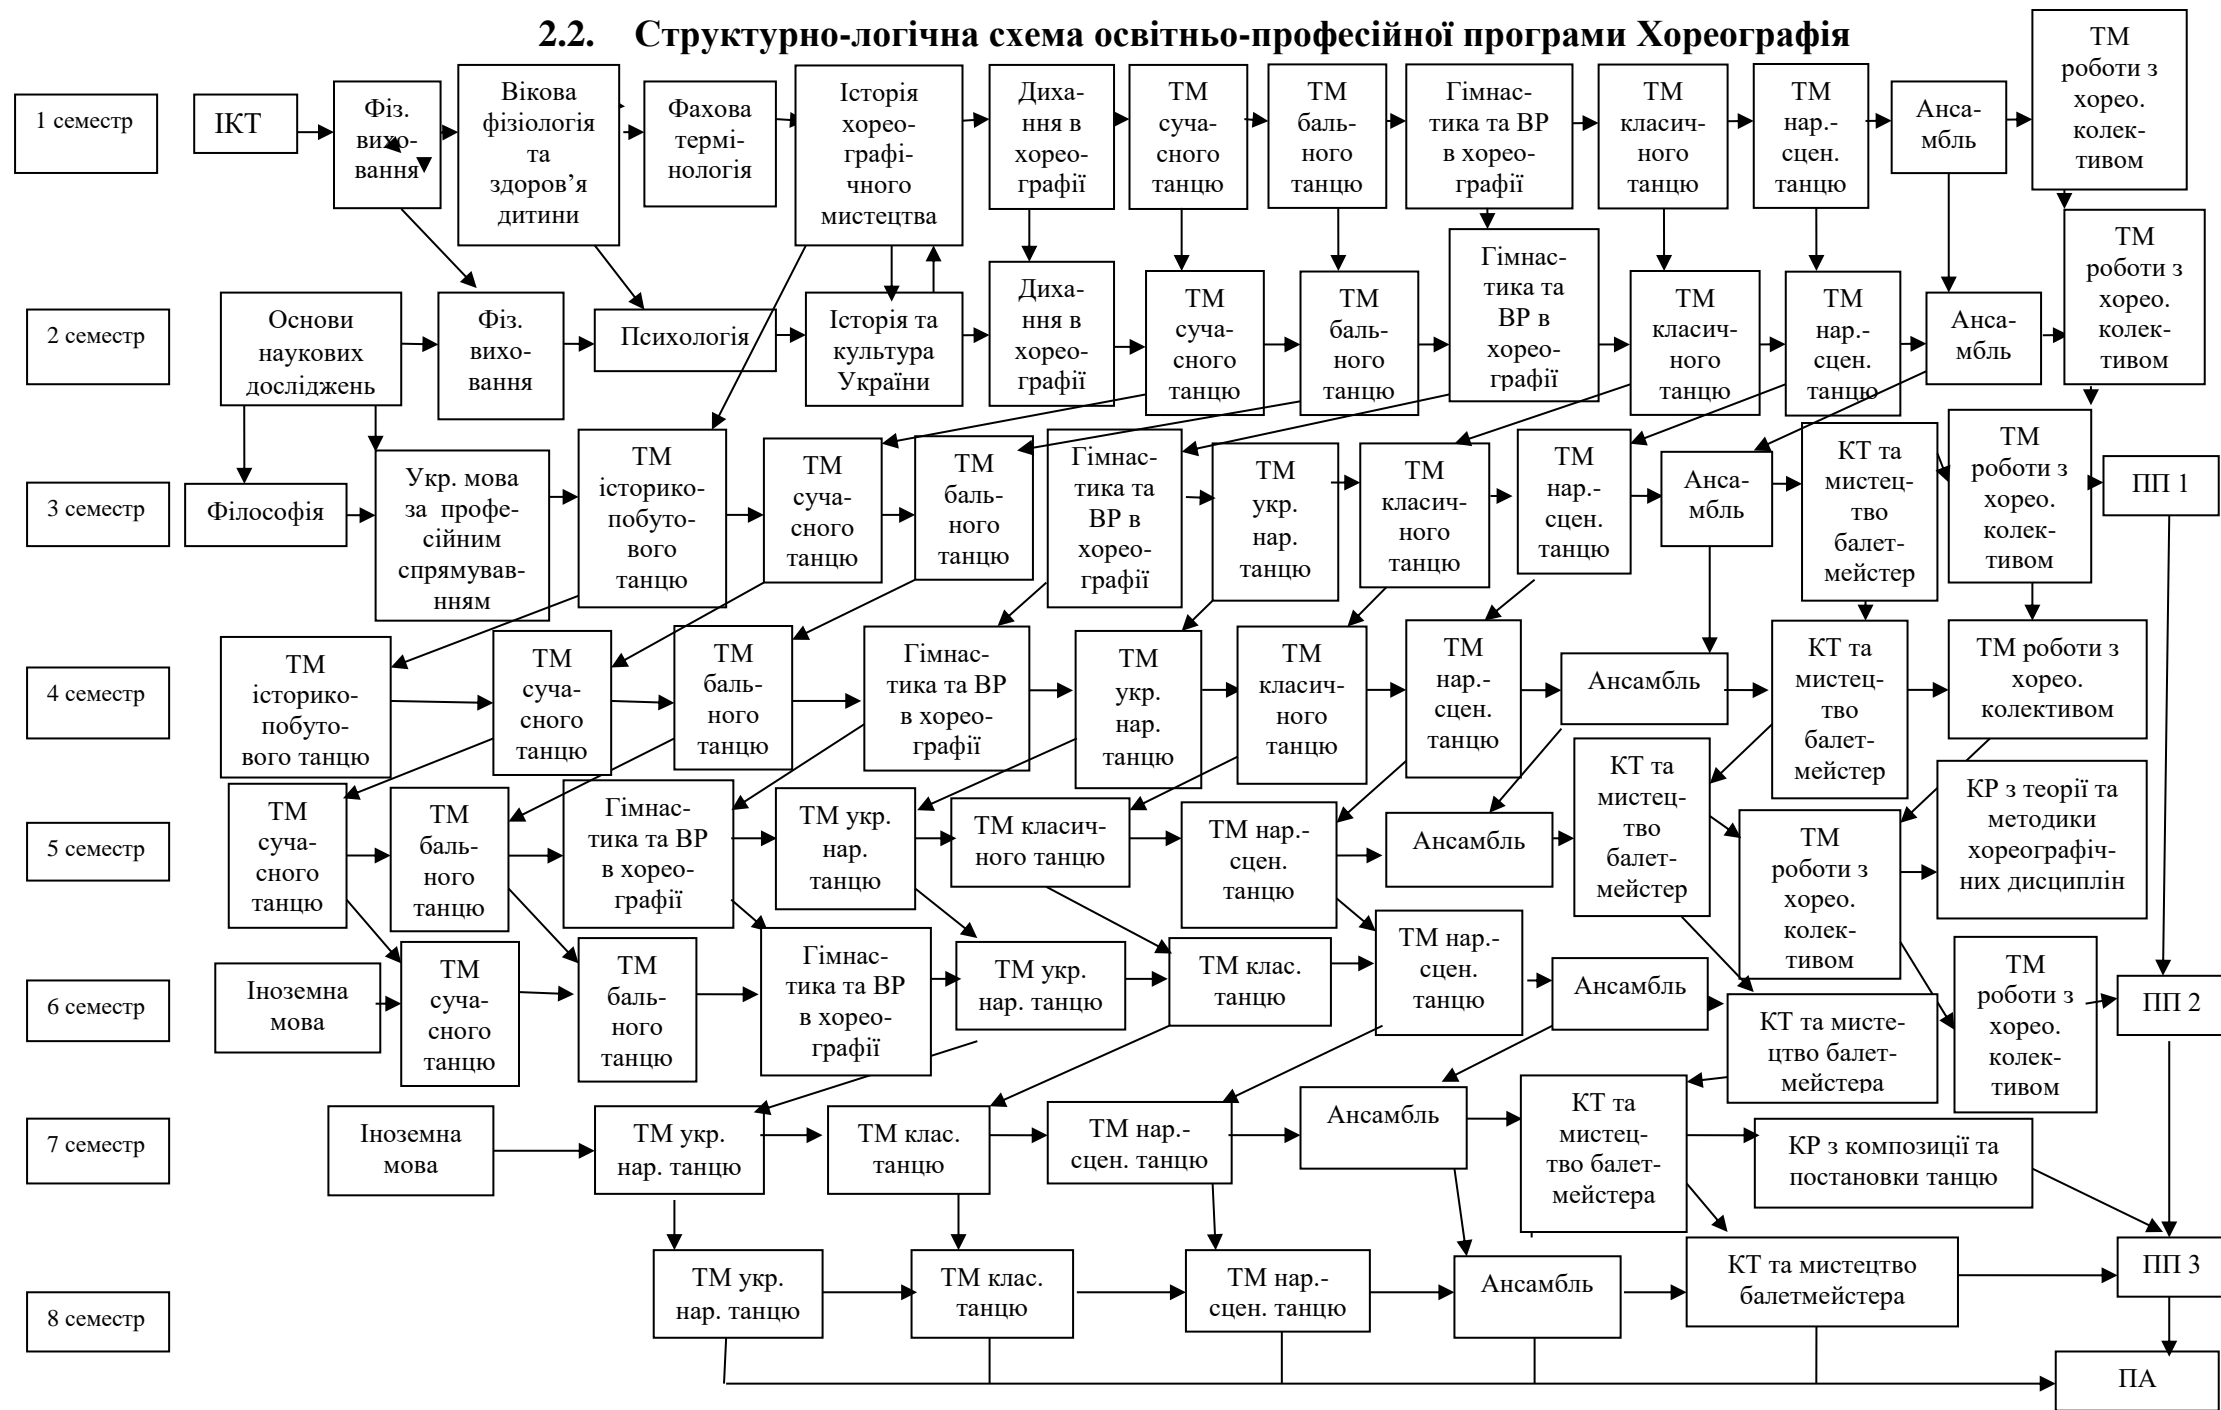 2.2. Структурно-логічна схема освітньо-професійної програми Хореографія
1 семестр
ІКТ
Фіз.
вихо-
вання
Вікова
фізіологія
та
здоров’я
дитини
Фахова
термі-
нологія
Історія
хорео-
графі-
чного
мистецтва
Диха-
ння в
хорео-
графії
ТМ
суча-
сного
танцю
ТМ
баль-
ного
танцю
Гімнас-
тика та ВР
в хорео-
графії
ТМ
класич-
ного
танцю
ТМ
нар.-
сцен.
танцю
Анса-
мбль
ТМ
роботи з
хорео.
колек-
тивом
2 семестр
Основи
наукових
досліджень
Фіз.
вихо-
вання
Психологія
Історія та
культура
України
Диха-
ння в
хорео-
графії
ТМ
суча-
сного
танцю
ТМ
баль-
ного
танцю
Гімнас-
тика та
ВР в
хорео-
графії
ТМ
класич-
ного
танцю
ТМ
нар.-
сцен.
танцю
Анса-
мбль
ТМ
роботи з
хорео.
колек-
тивом
3 семестр
Філософія
Укр. мова
за профе-
сійним
спрямуван-
нням
ТМ
історико-
побуто-
вого
танцю
ТМ
суча-
сного
танцю
ТМ
баль-
ного
танцю
Гімнас-
тика та
ВР в
хорео-
графії
ТМ
укр.
нар.
танцю
ТМ
класич-
ного
танцю
ТМ
нар.-
сцен.
танцю
Анса-
мбль
КТ та
мистец-
тво
балет-
мейстер
ТМ
роботи з
хорео.
колек-
тивом
ПП 1
4 семестр
ТМ
історико-
побуто-
вого танцю
ТМ
суча-
сного
танцю
ТМ
баль-
ного
танцю
Гімнас-
тика та ВР
в хорео-
графії
ТМ
укр.
нар.
танцю
ТМ
класич-
ного
танцю
ТМ
нар.-
сцен.
танцю
Ансамбль
КТ та
мистец-
тво
балет-
мейстер
ТМ роботи з
хорео.
колективом
5 семестр
ТМ
суча-
сного
танцю
ТМ
баль-
ного
танцю
Гімнас-
тика та ВР
в хорео-
графії
ТМ укр.
нар.
танцю
ТМ класич-
ного танцю
ТМ нар.-
сцен.
танцю
Ансамбль
КТ та
мистец-
тво
балет-
мейстер
ТМ
роботи з
хорео.
колек-
тивом
КР з теорії та
методики
хореографіч-
них дисциплін
6 семестр
Іноземна
мова
ТМ
суча-
сного
танцю
ТМ
баль-
ного
танцю
Гімнас-
тика та ВР
в хорео-
графії
ТМ укр.
нар. танцю
ТМ клас.
танцю
ТМ нар.-
сцен.
танцю
Ансамбль
КТ та мисте-
цтво балет-
мейстера
ТМ
роботи з
хорео.
колек-
тивом
ПП 2
7 семестр
Іноземна
мова
ТМ укр.
нар. танцю
ТМ клас.
танцю
ТМ нар.-
сцен. танцю
Ансамбль
КТ та
мистец-
тво балет-
мейстера
КР з композиції та
постановки танцю
8 семестр
ТМ укр.
нар. танцю
ТМ клас.
танцю
ТМ нар.-
сцен. танцю
Ансамбль
КТ та мистецтво
балетмейстера
ПП 3
ПА